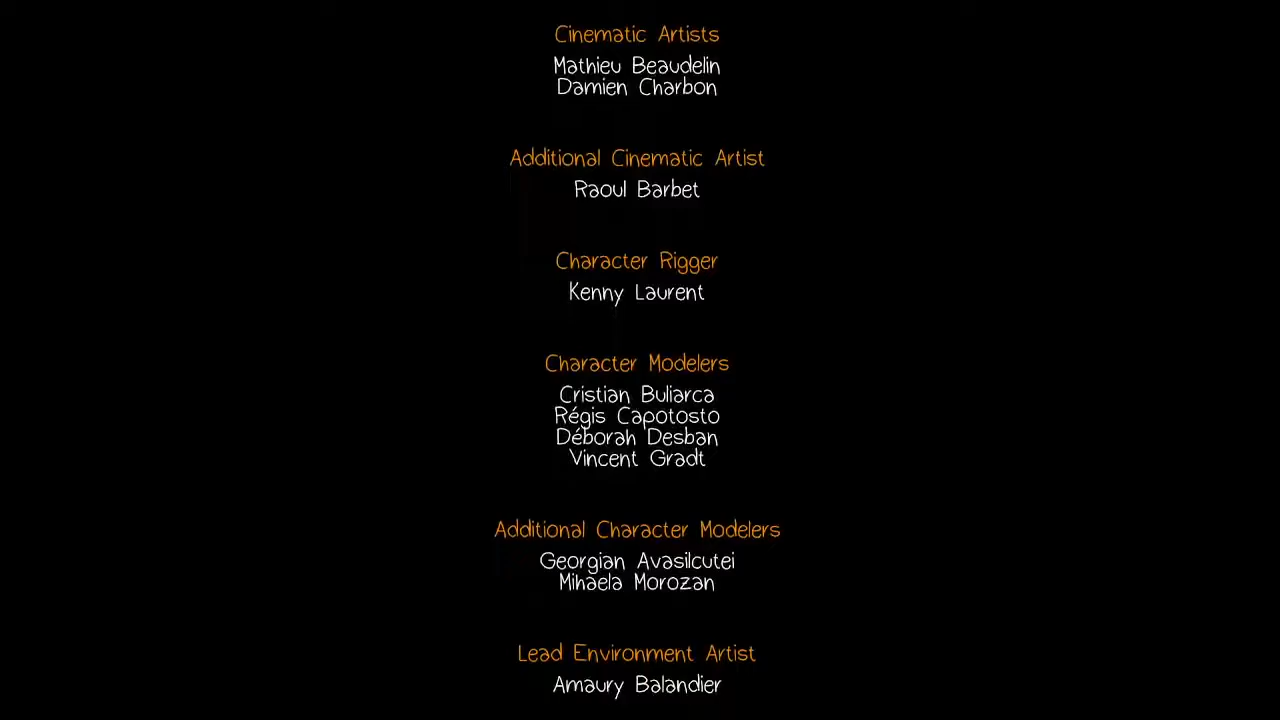 Cinematic Artists
Mathieu Beaudelin
Damien Charbon
Additional Cinematic Artist
Raoul Barbet
Character Rigger
Kenny Laurent
Character Modelers
Cristian Buliarca
Régis Capotosto
Déborah Desban
Vincent Gradt
Additional Character Modelers
Georgian Avasilcutei
Mihaela Morozan
Lead Environment Artist
Amaury Balandier